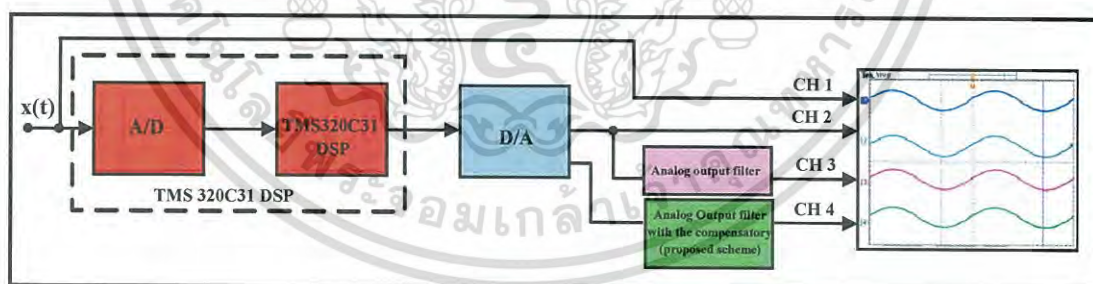 CH 1
x(t)
CH 2
A/D
TMS320C31
DSP
D/A
Analog output filter
CH 3
TMS 320C31 DSP
Analog Output filter
with the compensatory
(proposed scheme)
CH 4